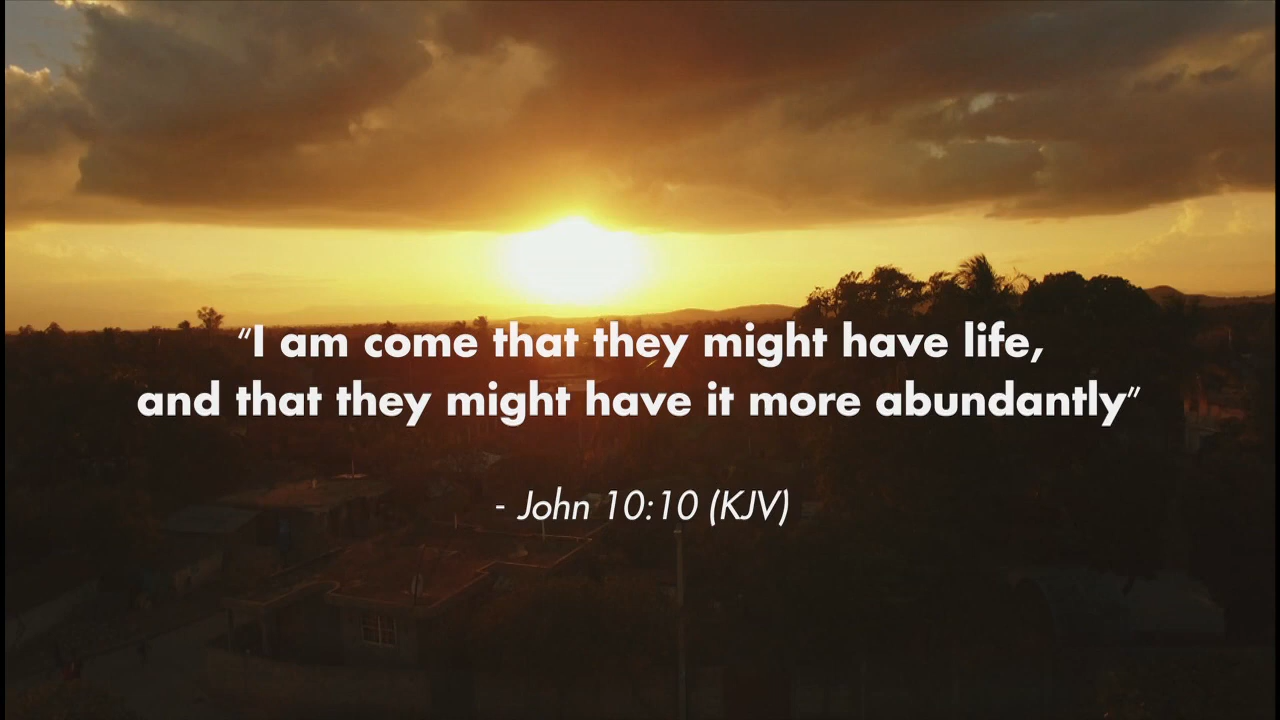 “I am come that they might have life,
and that they might have it more abundantly”
- John 10:10 (KJV)